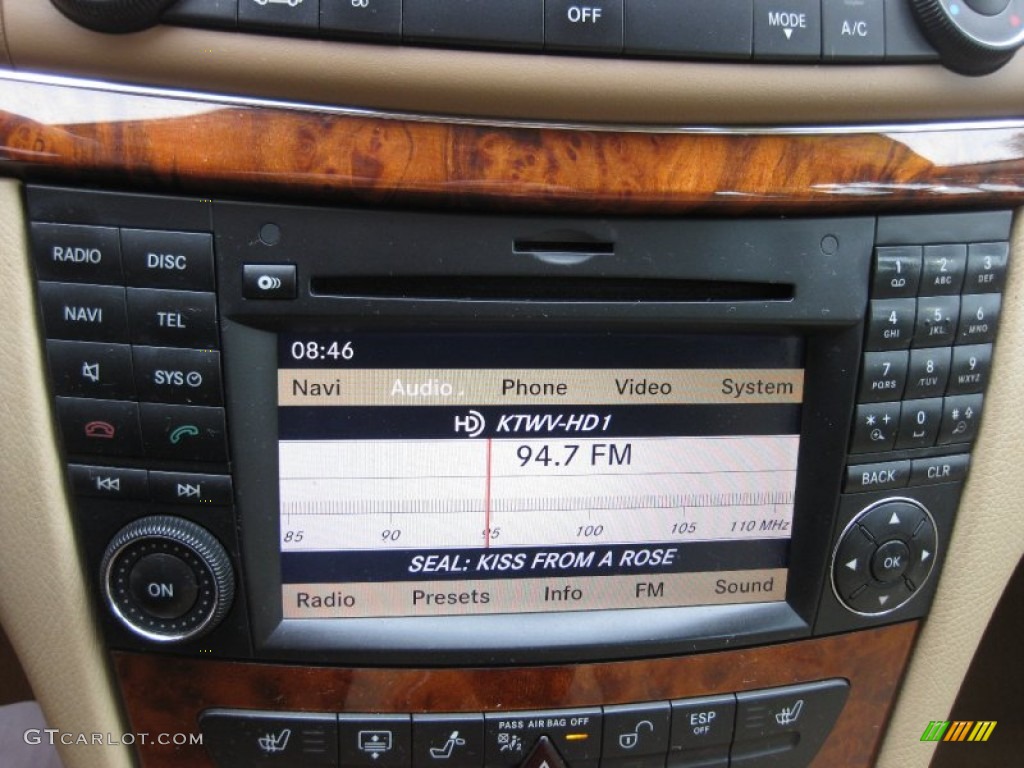 OFF
MODE
A/C
RADIO DISC
NAVI TEL
SYS
ON
08:46
Navi Audio Phone Video System
HD KTWV-HD1
94.7 FM
85 90 95 100 105 110 MHz
SEAL: KISS FROM A ROSE
Radio Presets Info FM Sound
1 2 ABC 3 DEF
4 GHI 5 JKL 6 MNO
7 PQRS 8 TUV 9 WXYZ
* + 0 #
BACK CLR
OK
PASS AIR BAG OFF
ESP OFF
GTCARLOT.COM